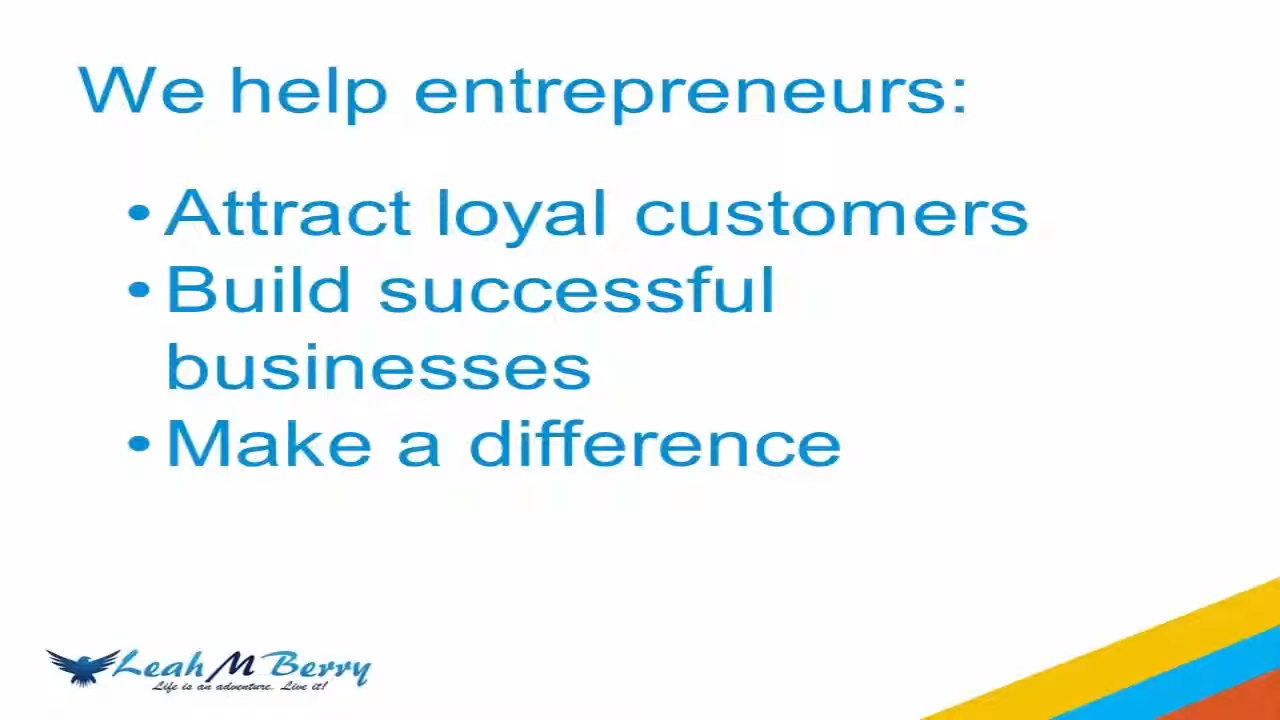 We help entrepreneurs:
• Attract loyal customers
• Build successful
businesses
• Make a difference
Leah M Berry
Life is an adventure. Live it!